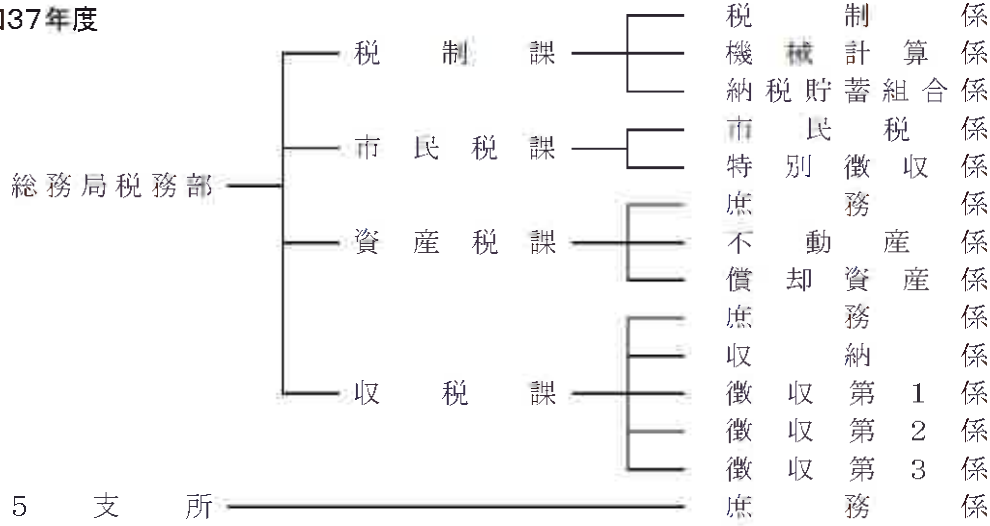 37年度
税制係
税制課
機械計算係
納税貯蓄組合係
市民税係
市民税課
特別徴収係
総務局税務部
庶務係
資産税課
不動産係
償却資産係
庶務係
収納係
収税課
徴収第1係
徴収第2係
徴収第3係
5支所
庶務係